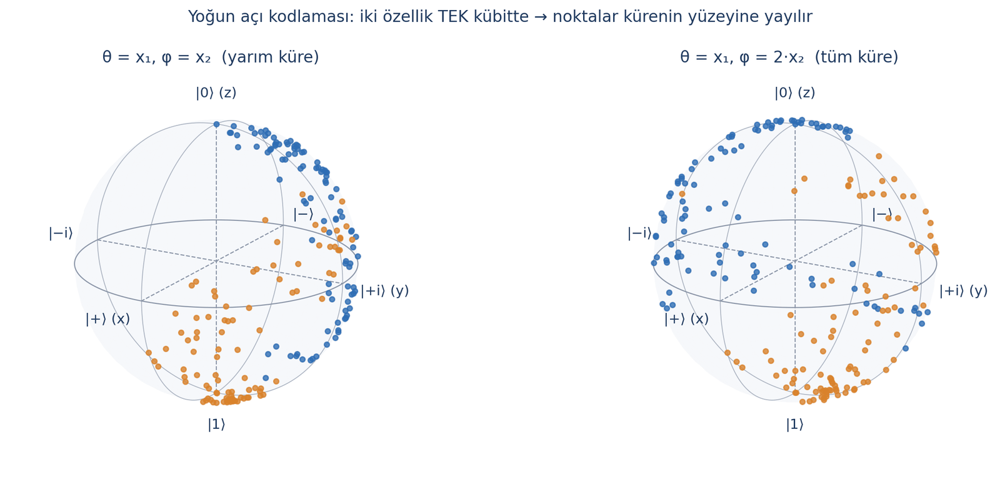 Yoğun açı kodlaması: iki özellik TEK kübitte → noktalar kürenin yüzeyine yayılır
θ = x₁, φ = x₂  (yarım küre)
|0⟩ (z)
|−⟩
|−i⟩
|+i⟩ (y)
|+⟩ (x)
|1⟩
θ = x₁, φ = 2·x₂  (tüm küre)
|0⟩ (z)
|−⟩
|−i⟩
|+i⟩ (y)
|+⟩ (x)
|1⟩